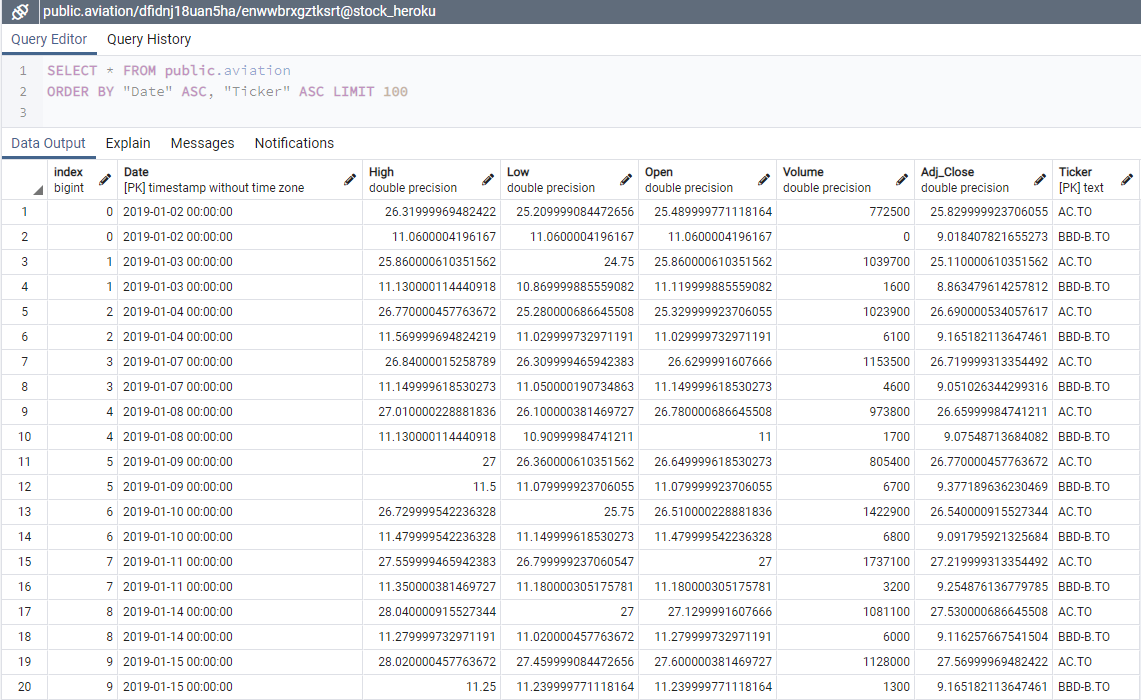 public.aviation/dfidnj18uan5ha/enwwbrxgztksrt@stock_heroku
Query Editor Query History
1 SELECT * FROM public.aviation
2 ORDER BY "Date" ASC, "Ticker" ASC LIMIT 100
3
Data Output Explain Messages Notifications
index Date High Low Open Volume Adj_Close Ticker
bigint [PK] timestamp without time zone double precision double precision double precision double precision double precision [PK] text
1 0 2019-01-02 00:00:00 26.31999969482422 25.209999084472656 25.489999771118164 772500 25.829999923706055 AC.TO
2 0 2019-01-02 00:00:00 11.0600004196167 11.0600004196167 11.0600004196167 0 9.018407821655273 BBD-B.TO
3 1 2019-01-03 00:00:00 25.860000610351562 24.75 25.860000610351562 1039700 25.110000610351562 AC.TO
4 1 2019-01-03 00:00:00 11.130000114440918 10.869999885559082 11.119999885559082 1600 8.863479614257812 BBD-B.TO
5 2 2019-01-04 00:00:00 26.770000457763672 25.280000686645508 25.329999923706055 1023900 26.690000534057617 AC.TO
6 2 2019-01-04 00:00:00 11.569999694824219 11.029999732971191 11.029999732971191 6100 9.165182113647461 BBD-B.TO
7 3 2019-01-07 00:00:00 26.84000015258789 26.309999465942383 26.6299991607666 1153500 26.719999313354492 AC.TO
8 3 2019-01-07 00:00:00 11.149999618530273 11.050000190734863 11.149999618530273 4600 9.051026344299316 BBD-B.TO
9 4 2019-01-08 00:00:00 27.010000228881836 26.100000381469727 26.780000686645508 973800 26.65999984741211 AC.TO
10 4 2019-01-08 00:00:00 11.130000114440918 10.90999984741211 11 1700 9.07548713684082 BBD-B.TO
11 5 2019-01-09 00:00:00 27 26.360000610351562 26.649999618530273 805400 26.770000457763672 AC.TO
12 5 2019-01-09 00:00:00 11.5 11.079999923706055 11.079999923706055 6700 9.377189636230469 BBD-B.TO
13 6 2019-01-10 00:00:00 26.729999542236328 25.75 26.510000228881836 1422900 26.540000915527344 AC.TO
14 6 2019-01-10 00:00:00 11.479999542236328 11.149999618530273 11.479999542236328 6800 9.091795921325684 BBD-B.TO
15 7 2019-01-11 00:00:00 27.559999465942383 26.799999237060547 27 1737100 27.219999313354492 AC.TO
16 7 2019-01-11 00:00:00 11.350000381469727 11.180000305175781 11.180000305175781 3200 9.254876136779785 BBD-B.TO
17 8 2019-01-14 00:00:00 28.040000915527344 27 27.1299991607666 1081100 27.530000686645508 AC.TO
18 8 2019-01-14 00:00:00 11.279999732971191 11.020000457763672 11.279999732971191 6000 9.116257667541504 BBD-B.TO
19 9 2019-01-15 00:00:00 28.020000457763672 27.459999084472656 27.600000381469727 1128000 27.56999969482422 AC.TO
20 9 2019-01-15 00:00:00 11.25 11.239999771118164 11.239999771118164 1300 9.165182113647461 BBD-B.TO